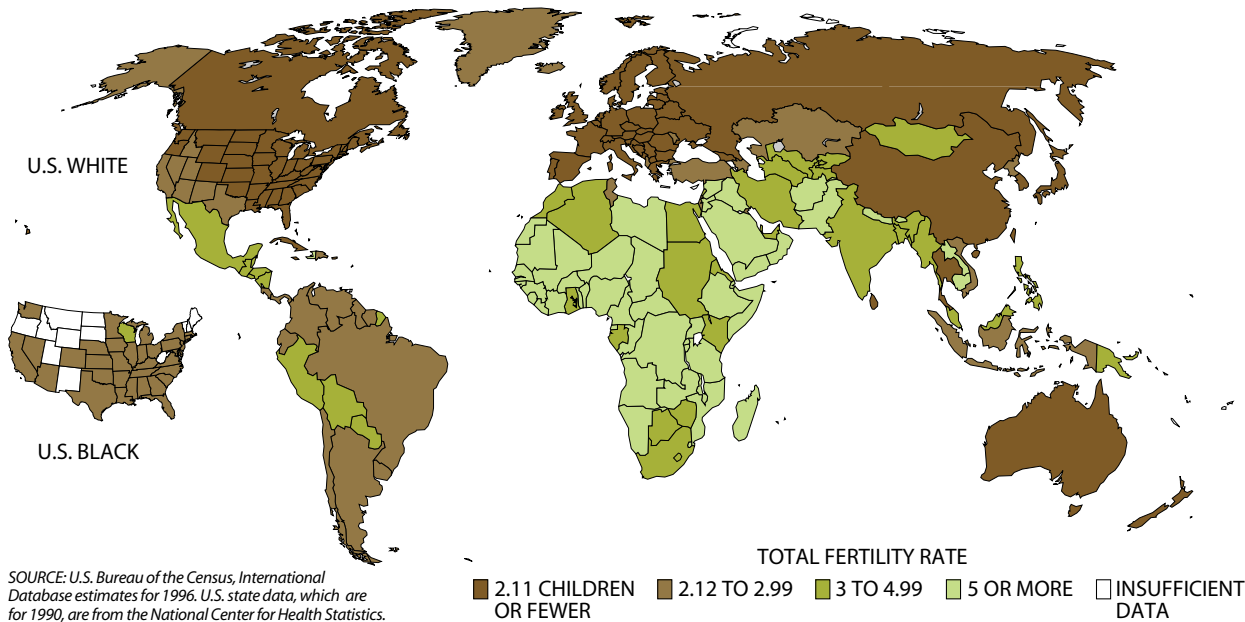 U.S. WHITE
U.S. BLACK
SOURCE: U.S. Bureau of the Census, International
Database estimates for 1996. U.S. state data, which are
for 1990, are from the National Center for Health Statistics.
TOTAL FERTILITY RATE
2.11 CHILDREN
OR FEWER
2.12 TO 2.99
3 TO 4.99
5 OR MORE
INSUFFICIENT
DATA